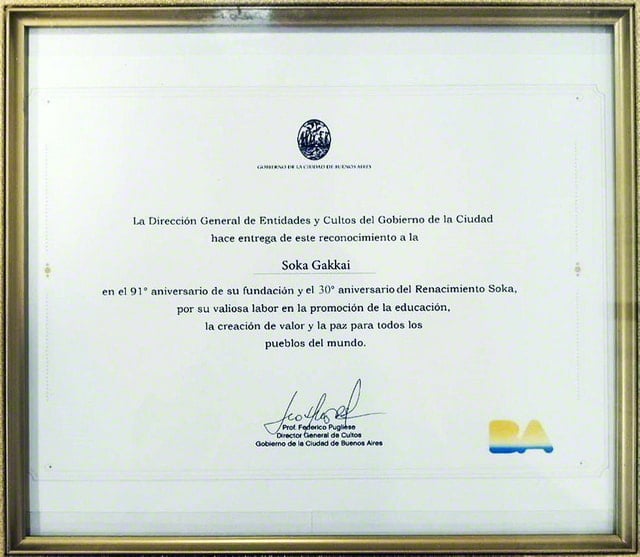 GOBIERNO DE LA CIUDAD DE BUENOS AIRES
La Dirección General de Entidades y Cultos del Gobierno de la Ciudad
hace entrega de este reconocimiento a la
Soka Gakkai
en el 91° aniversario de su fundación y el 30° aniversario del Renacimiento Soka,
por su valiosa labor en la promoción de la educación,
la creación de valor y la paz para todos los
pueblos del mundo.
Prof. Federico Pugliese
Director General de Cultos
Gobierno de la Ciudad de Buenos Aires
BA